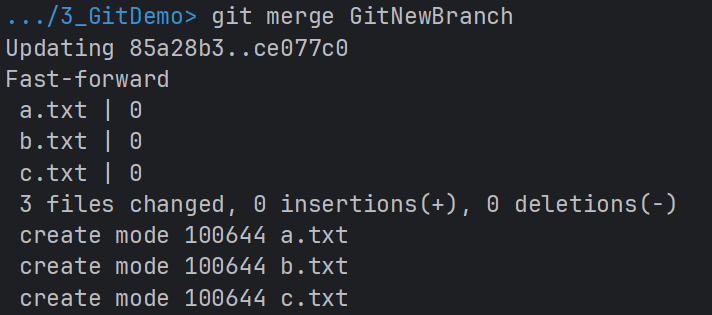 .../3_GitDemo> git merge GitNewBranch
Updating 85a28b3..ce077c0
Fast-forward
 a.txt | 0
 b.txt | 0
 c.txt | 0
 3 files changed, 0 insertions(+), 0 deletions(-)
 create mode 100644 a.txt
 create mode 100644 b.txt
 create mode 100644 c.txt